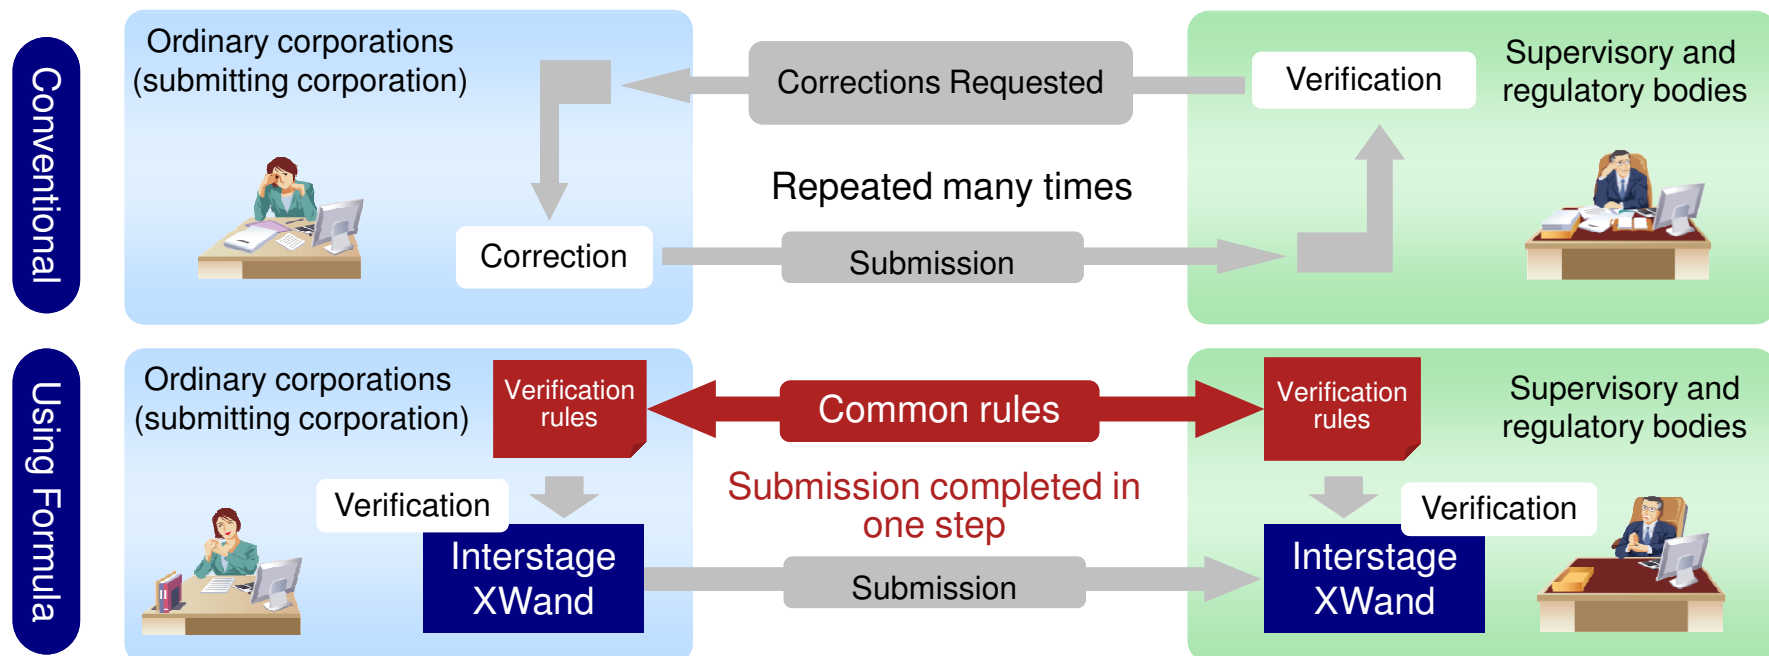 Conventional
Ordinary corporations
(submitting corporation)
Corrections Requested
Verification
Supervisory and
regulatory bodies
Repeated many times
Correction
Submission
Using Formula
Ordinary corporations
(submitting corporation)
Verification
rules
Common rules
Verification
rules
Supervisory and
regulatory bodies
Submission completed in
one step
Verification
Verification
Interstage
XWand
Submission
Interstage
XWand